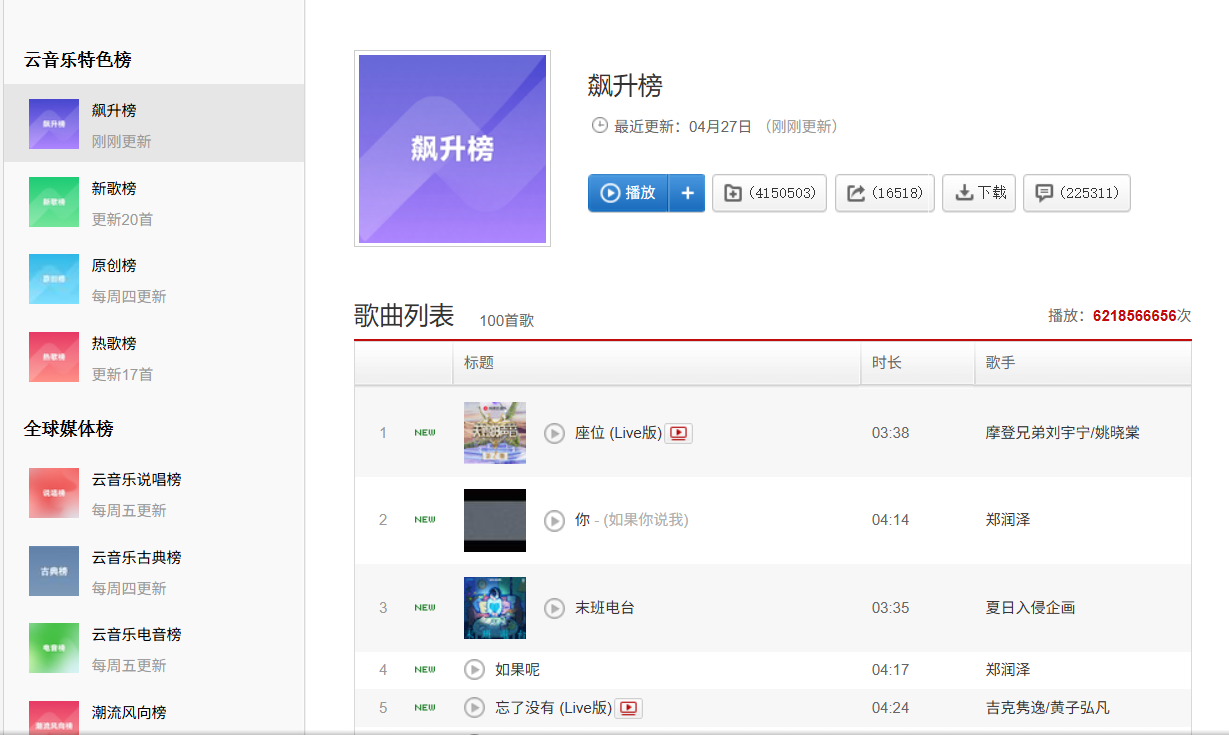 云音乐特色榜
飙升榜
飙升榜
刚刚更新
新歌榜
新歌榜
更新20首
原创榜
原创榜
每周四更新
热歌榜
热歌榜
更新17首
全球媒体榜
说唱榜
云音乐说唱榜
每周五更新
古典榜
云音乐古典榜
每周四更新
电音榜
云音乐电音榜
每周五更新
潮流风向榜
潮流风向榜
飙升榜
飙升榜
最近更新：04月27日 （刚刚更新）
播放 + (4150503) (16518) 下载 (225311)
歌曲列表 100首歌 播放：6218566656次
标题 时长 歌手
1 NEW 座位 (Live版) 03:38 摩登兄弟刘宇宁/姚晓棠
2 NEW 你 - (如果你说我) 04:14 郑润泽
3 NEW 末班电台 03:35 夏日入侵企画
4 NEW 如果呢 04:17 郑润泽
5 NEW 忘了没有 (Live版) 04:24 吉克隽逸/黄子弘凡